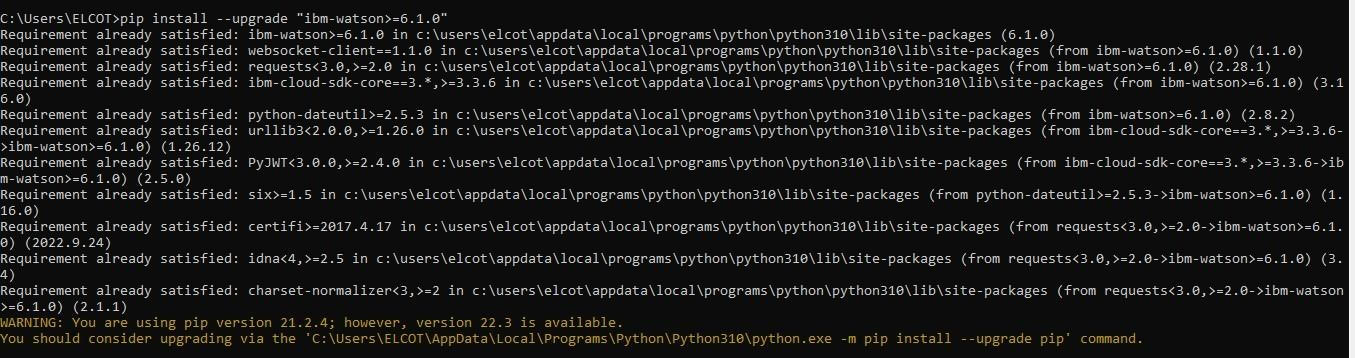 C:\Users\ELCOT>pip install --upgrade "ibm-watson>=6.1.0"
Requirement already satisfied: ibm-watson>=6.1.0 in c:\users\elcot\appdata\local\programs\python\python310\lib\site-packages (6.1.0)
Requirement already satisfied: websocket-client==1.1.0 in c:\users\elcot\appdata\local\programs\python\python310\lib\site-packages (from ibm-watson>=6.1.0) (1.1.0)
Requirement already satisfied: requests<3.0,>=2.0 in c:\users\elcot\appdata\local\programs\python\python310\lib\site-packages (from ibm-watson>=6.1.0) (2.28.1)
Requirement already satisfied: ibm-cloud-sdk-core==3.*,>=3.3.6 in c:\users\elcot\appdata\local\programs\python\python310\lib\site-packages (from ibm-watson>=6.1.0) (3.1
6.0)
Requirement already satisfied: python-dateutil>=2.5.3 in c:\users\elcot\appdata\local\programs\python\python310\lib\site-packages (from ibm-watson>=6.1.0) (2.8.2)
Requirement already satisfied: urllib3<2.0.0,>=1.26.0 in c:\users\elcot\appdata\local\programs\python\python310\lib\site-packages (from ibm-cloud-sdk-core==3.*,>=3.3.6-
>ibm-watson>=6.1.0) (1.26.12)
Requirement already satisfied: PyJWT<3.0.0,>=2.4.0 in c:\users\elcot\appdata\local\programs\python\python310\lib\site-packages (from ibm-cloud-sdk-core==3.*,>=3.3.6->ib
m-watson>=6.1.0) (2.5.0)
Requirement already satisfied: six>=1.5 in c:\users\elcot\appdata\local\programs\python\python310\lib\site-packages (from python-dateutil>=2.5.3->ibm-watson>=6.1.0) (1.
16.0)
Requirement already satisfied: certifi>=2017.4.17 in c:\users\elcot\appdata\local\programs\python\python310\lib\site-packages (from requests<3.0,>=2.0->ibm-watson>=6.1.
0) (2022.9.24)
Requirement already satisfied: idna<4,>=2.5 in c:\users\elcot\appdata\local\programs\python\python310\lib\site-packages (from requests<3.0,>=2.0->ibm-watson>=6.1.0) (3.
4)
Requirement already satisfied: charset-normalizer<3,>=2 in c:\users\elcot\appdata\local\programs\python\python310\lib\site-packages (from requests<3.0,>=2.0->ibm-watson
>=6.1.0) (2.1.1)
WARNING: You are using pip version 21.2.4; however, version 22.3 is available.
You should consider upgrading via the 'C:\Users\ELCOT\AppData\Local\Programs\Python\Python310\python.exe -m pip install --upgrade pip' command.